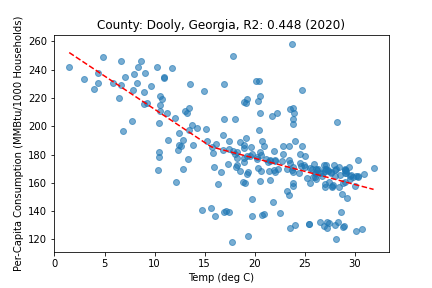 County: Dooly, Georgia, R2: 0.448 (2020)
Per-Capita Consumption (MMBtu/1000 Households)
260
240
220
200
180
160
140
120
0 5 10 15 20 25 30
Temp (deg C)